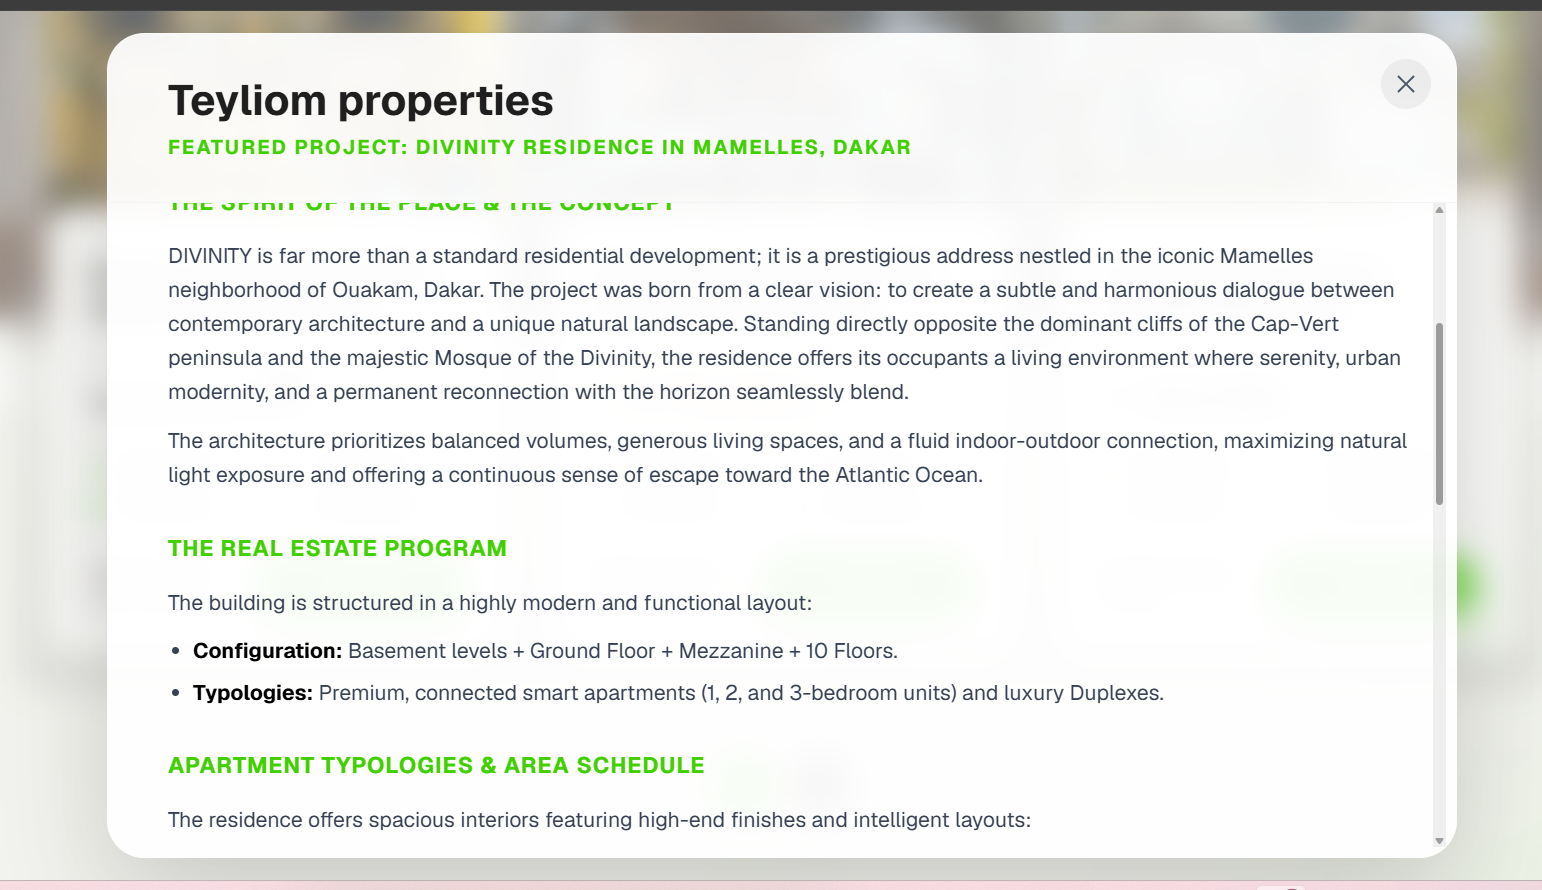 Teyliom properties
FEATURED PROJECT: DIVINITY RESIDENCE IN MAMELLES, DAKAR
THE SPIRIT OF THE PLACE & THE CONCEPT
DIVINITY is far more than a standard residential development; it is a prestigious address nestled in the iconic Mamelles
neighborhood of Ouakam, Dakar. The project was born from a clear vision: to create a subtle and harmonious dialogue between
contemporary architecture and a unique natural landscape. Standing directly opposite the dominant cliffs of the Cap-Vert
peninsula and the majestic Mosque of the Divinity, the residence offers its occupants a living environment where serenity, urban
modernity, and a permanent reconnection with the horizon seamlessly blend.
The architecture prioritizes balanced volumes, generous living spaces, and a fluid indoor-outdoor connection, maximizing natural
light exposure and offering a continuous sense of escape toward the Atlantic Ocean.
THE REAL ESTATE PROGRAM
The building is structured in a highly modern and functional layout:
• Configuration: Basement levels + Ground Floor + Mezzanine + 10 Floors.
• Typologies: Premium, connected smart apartments (1, 2, and 3-bedroom units) and luxury Duplexes.
APARTMENT TYPOLOGIES & AREA SCHEDULE
The residence offers spacious interiors featuring high-end finishes and intelligent layouts: